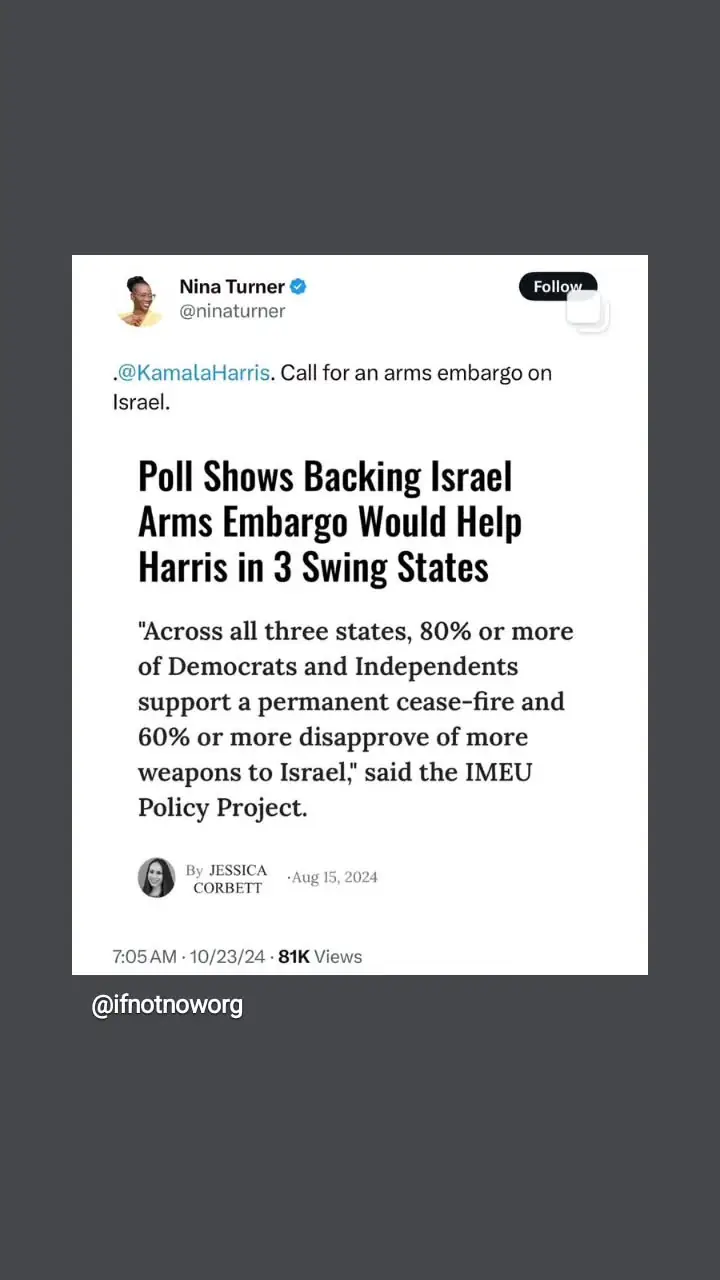 Nina Turner
Follow
@ninaturner
.@KamalaHarris. Call for an arms embargo on
Israel.
Poll Shows Backing Israel
Arms Embargo Would Help
Harris in 3 Swing States
"Across all three states, 80% or more
of Democrats and Independents
support a permanent cease-fire and
60% or more disapprove of more
weapons to Israel," said the IMEU
Policy Project.
By JESSICA
CORBETT
·Aug 15, 2024
7:05 AM · 10/23/24 · 81K Views
@ifnotnoworg